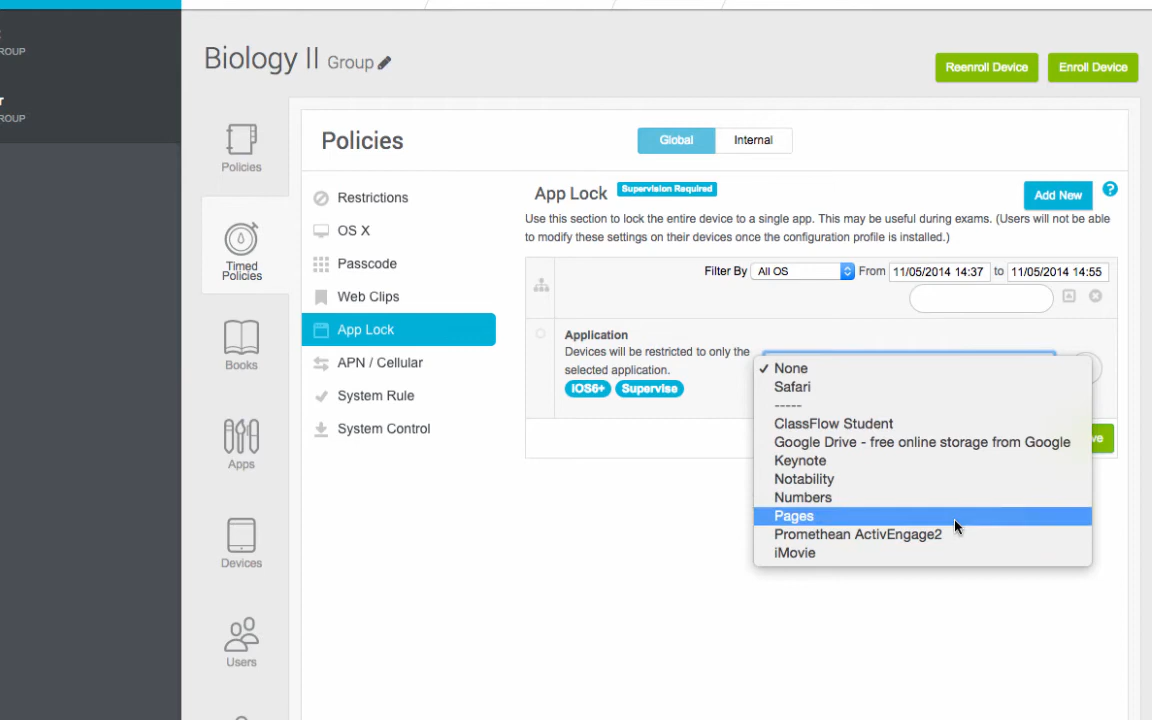 ROUP
ROUP
Biology II Group
Reenroll Device
Enroll Device
Policies
Timed
Policies
Books
Apps
Devices
Users
Policies
Global
Internal
Restrictions
OS X
Passcode
Web Clips
App Lock
APN / Cellular
System Rule
System Control
App Lock
Supervision Required
Add New
?
Use this section to lock the entire device to a single app. This may be useful during exams. (Users will not be able
to modify these settings on their devices once the configuration profile is installed.)
Filter By All OS From 11/05/2014 14:37 to 11/05/2014 14:55
Application
Devices will be restricted to only the
selected application.
IOS6+ Supervise
✓ None
Safari
-----
ClassFlow Student
Google Drive - free online storage from Google
Keynote
Notability
Numbers
Pages
Promethean ActivEngage2
iMovie
ve